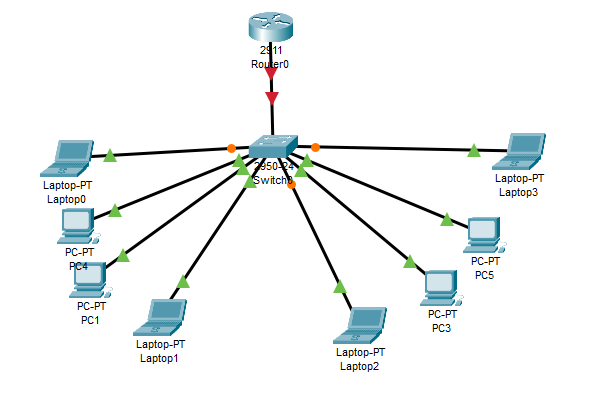 2911
Router0
2950-24
Switch0
Laptop-PT
Laptop0
Laptop-PT
Laptop3
PC-PT
PC4
PC-PT
PC5
PC-PT
PC1
PC-PT
PC3
Laptop-PT
Laptop1
Laptop-PT
Laptop2